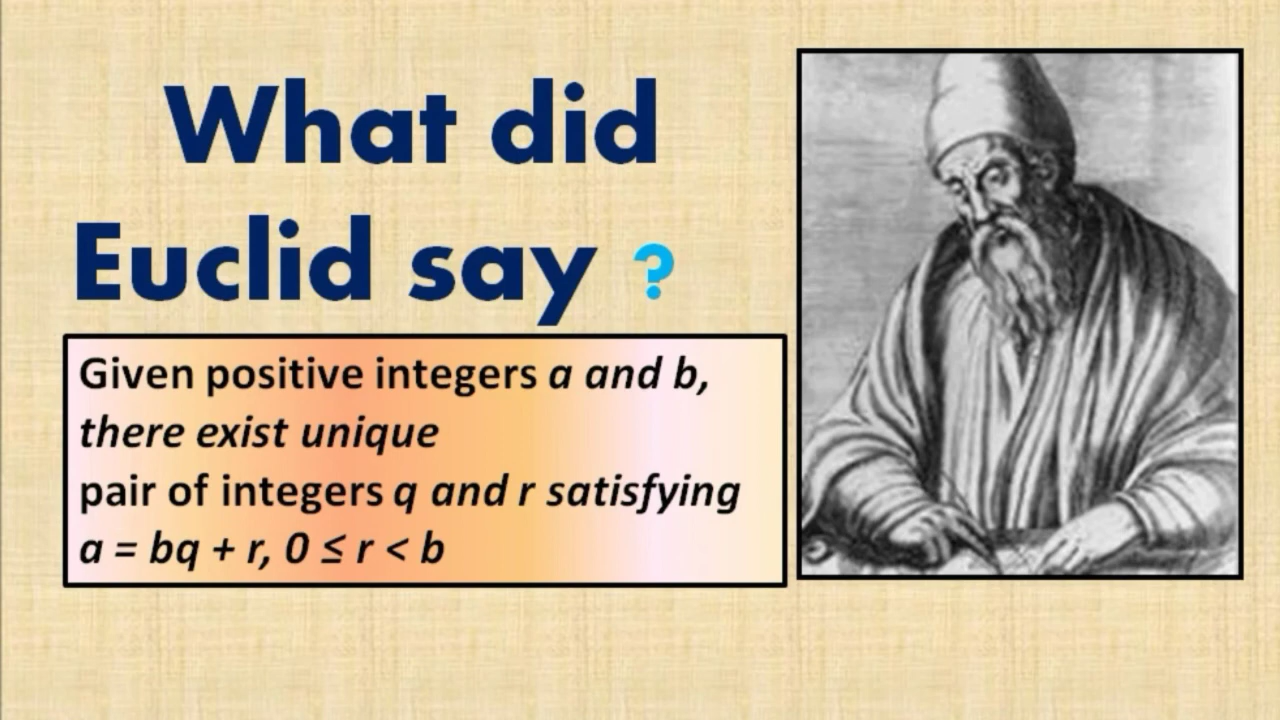 What did
Euclid say ?
Given positive integers a and b,
there exist unique
pair of integers q and r satisfying
a = bq + r, 0 ≤ r < b